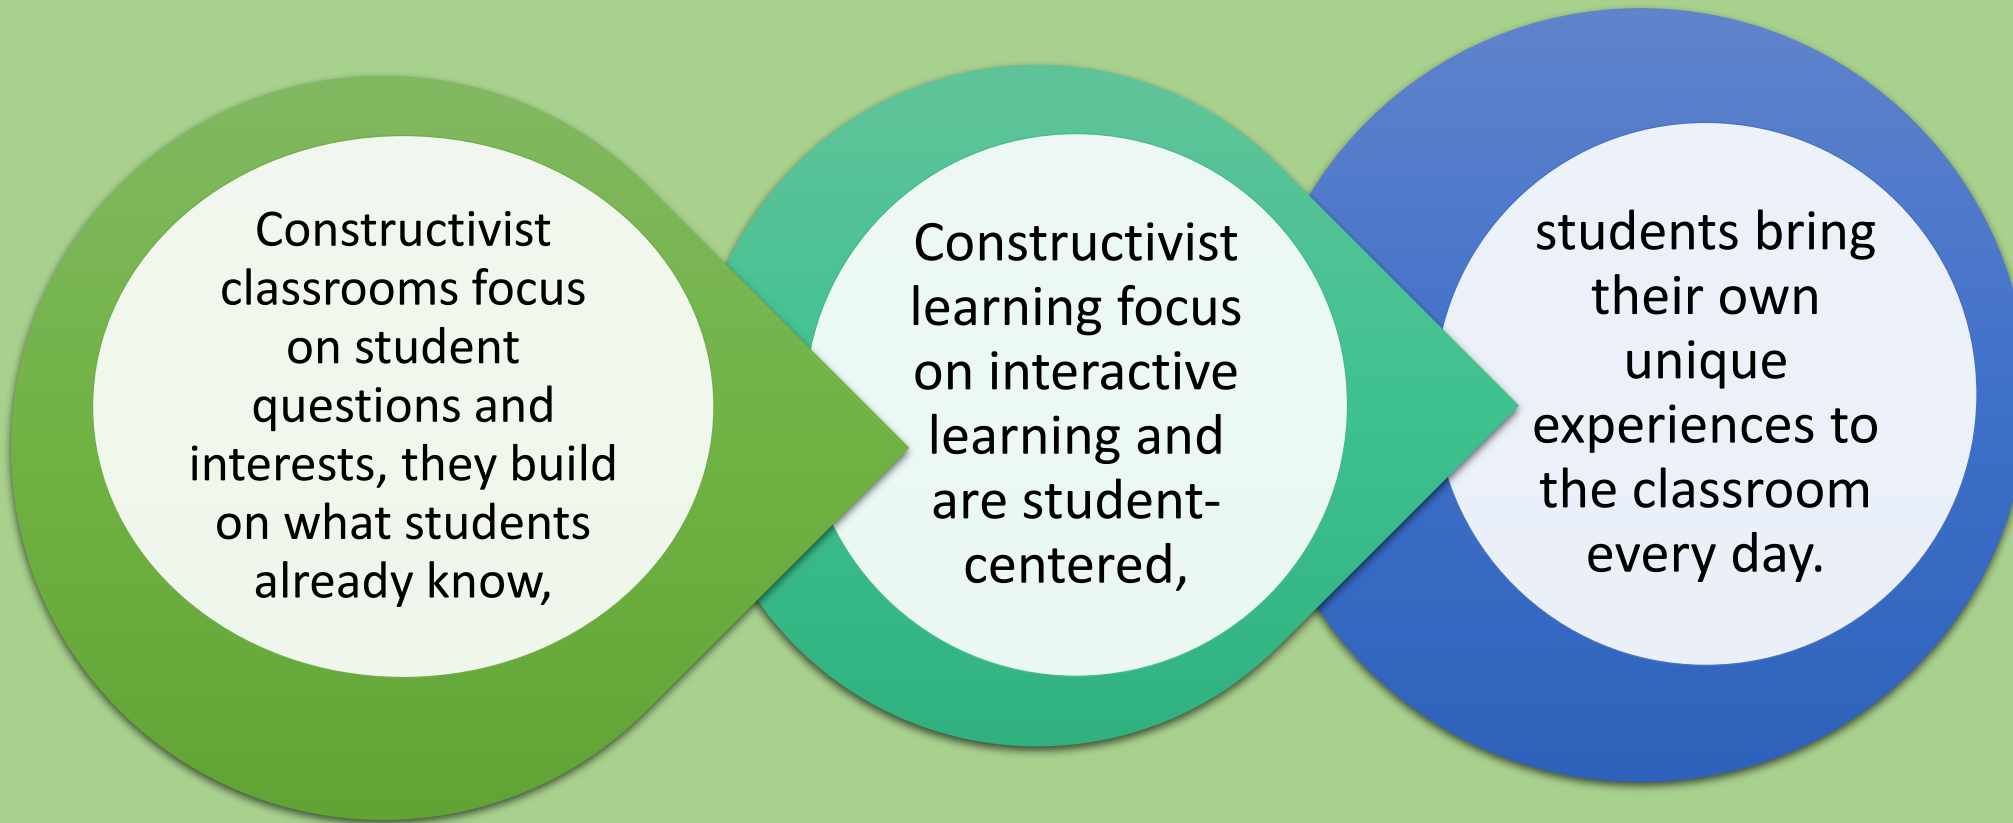 Constructivist
classrooms focus
on student
questions and
interests, they build
on what students
already know,
Constructivist
learning focus
on interactive
learning and
are student-
centered,
students bring
their own
unique
experiences to
the classroom
every day.